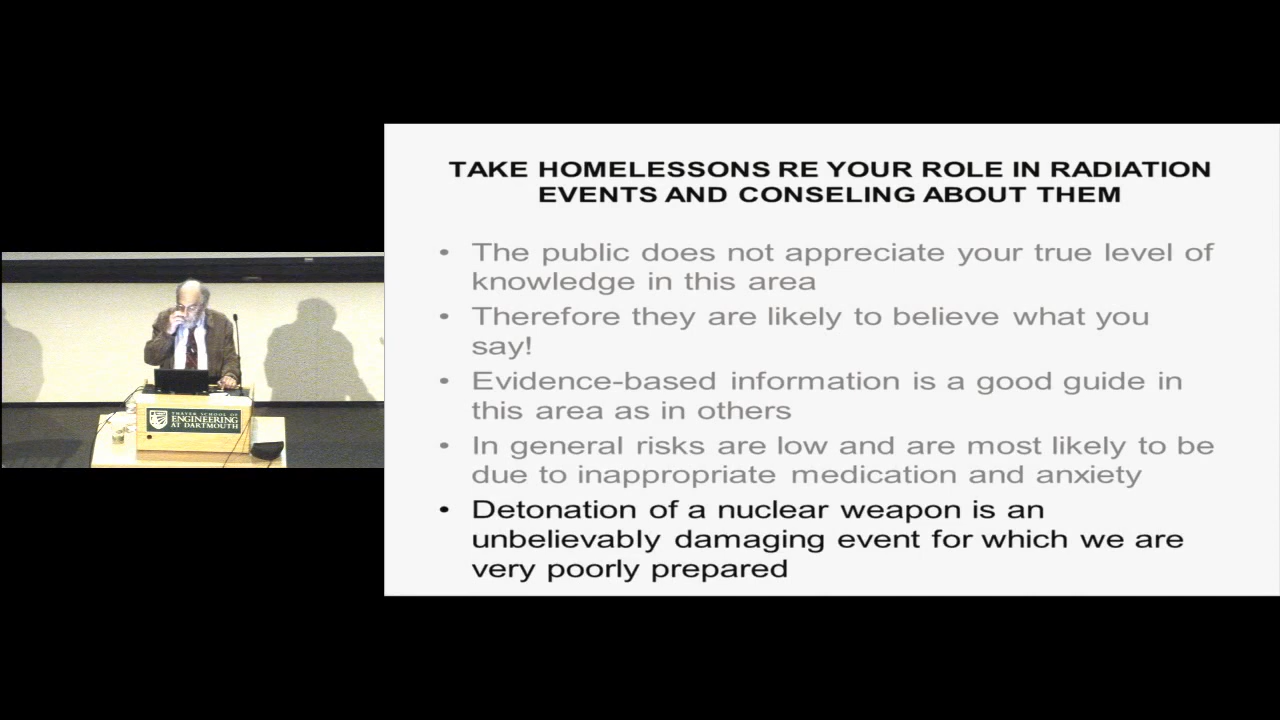 TAKE HOMELESSONS RE YOUR ROLE IN RADIATION
EVENTS AND CONSELING ABOUT THEM
• The public does not appreciate your true level of
knowledge in this area
• Therefore they are likely to believe what you
say!
• Evidence-based information is a good guide in
this area as in others
• In general risks are low and are most likely to be
due to inappropriate medication and anxiety
• Detonation of a nuclear weapon is an
unbelievably damaging event for which we are
very poorly prepared
THAYER SCHOOL OF
ENGINEERING
AT DARTMOUTH